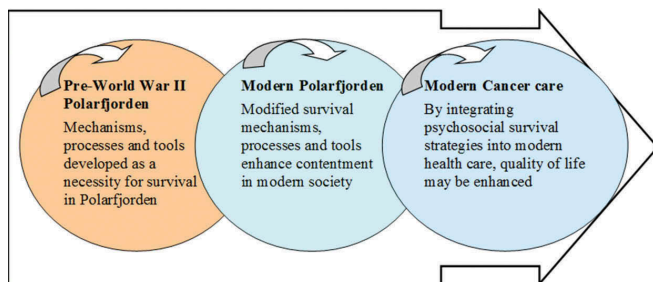 Pre-World War II
Polarfjorden
Mechanisms,
processes and tools
developed as a
necessity for survival
in Polarfjorden
Modern Polarfjorden
Modified survival
mechanisms,
processes and tools
enhance contentment
in modern society
Modern Cancer care
By integrating
psychosocial survival
strategies into modern
health care, quality of life
may be enhanced